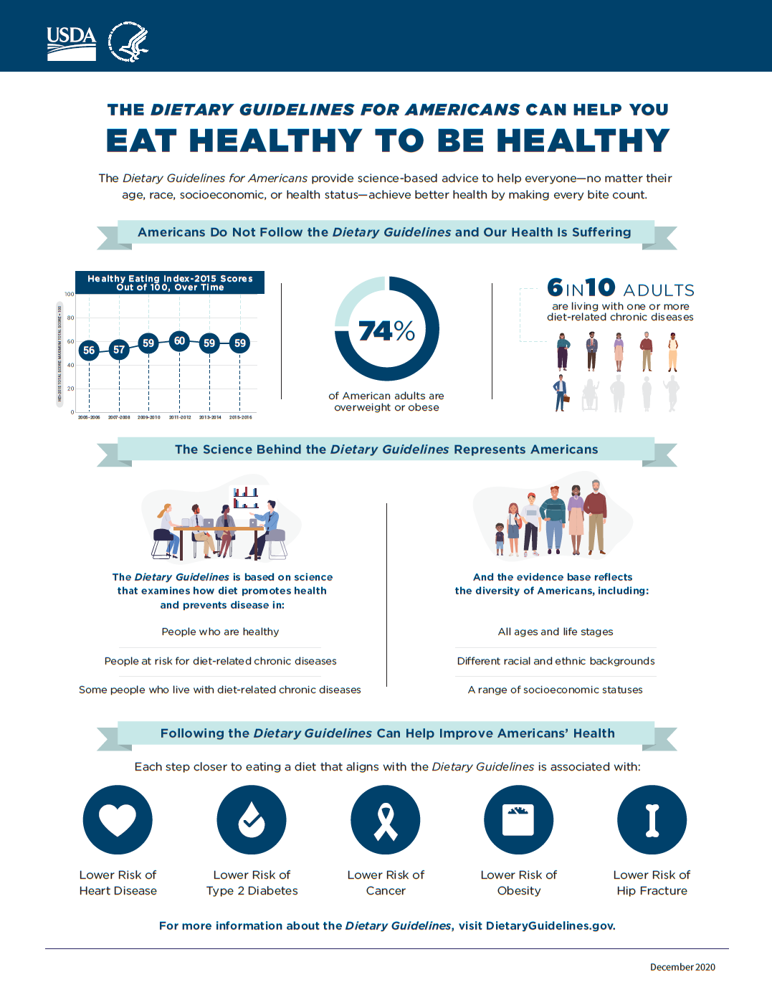 USDA
THE DIETARY GUIDELINES FOR AMERICANS CAN HELP YOU
EAT HEALTHY TO BE HEALTHY
The Dietary Guidelines for Americans provide science-based advice to help everyone—no matter their
age, race, socioeconomic, or health status—achieve better health by making every bite count.
Americans Do Not Follow the Dietary Guidelines and Our Health Is Suffering
Healthy Eating Index-2015 Scores
Out of 100, Over Time
HEI-2015 TOTAL SCORE MAXIMUM TOTAL SCORE = 100
100
80
60
40
20
0
56
57
59
60
59
59
2005-2006
2007-2008
2009-2010
2011-2012
2013-2014
2015-2016
74%
of American adults are
overweight or obese
6 IN 10 ADULTS
are living with one or more
diet-related chronic diseases
The Science Behind the Dietary Guidelines Represents Americans
The Dietary Guidelines is based on science
that examines how diet promotes health
and prevents disease in:
People who are healthy
People at risk for diet-related chronic diseases
Some people who live with diet-related chronic diseases
And the evidence base reflects
the diversity of Americans, including:
All ages and life stages
Different racial and ethnic backgrounds
A range of socioeconomic statuses
Following the Dietary Guidelines Can Help Improve Americans’ Health
Each step closer to eating a diet that aligns with the Dietary Guidelines is associated with:
Lower Risk of
Heart Disease
Lower Risk of
Type 2 Diabetes
Lower Risk of
Cancer
Lower Risk of
Obesity
Lower Risk of
Hip Fracture
For more information about the Dietary Guidelines, visit DietaryGuidelines.gov.
December 2020